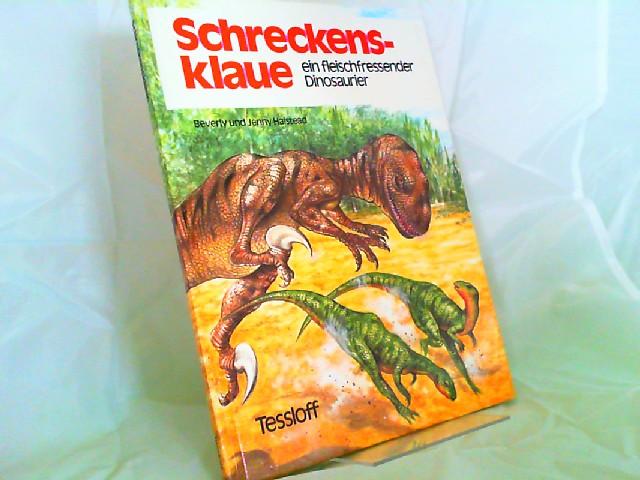 Schreckens-
klaue
ein fleischfressender
Dinosaurier
Beverly und Jenny Halstead
Tessloff